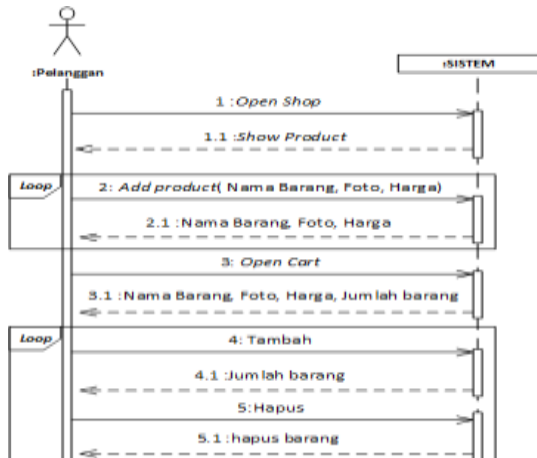 :Pelanggan
:SISTEM
1 :Open Shop
1.1 :Show Product
Loop
2: Add product( Nama Barang, Foto, Harga)
2.1 :Nama Barang, Foto, Harga
3: Open Cart
3.1 :Nama Barang, Foto, Harga, Jumlah barang
Loop
4: Tambah
4.1 :Jumlah barang
5:Hapus
5.1 :hapus barang